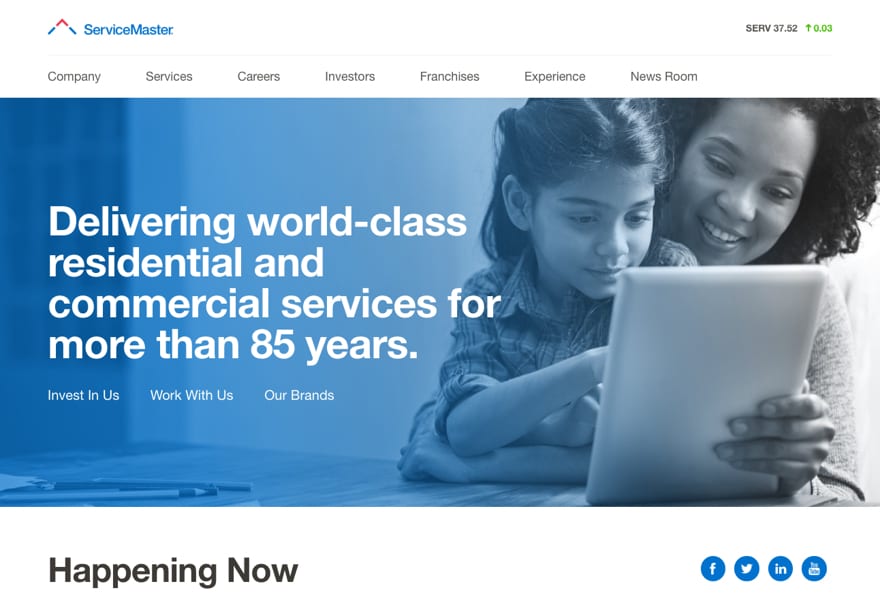 ServiceMaster
SERV 37.52 0.03
Company Services Careers Investors Franchises Experience News Room
Delivering world-class
residential and
commercial services for
more than 85 years.
Invest In Us Work With Us Our Brands
Happening Now